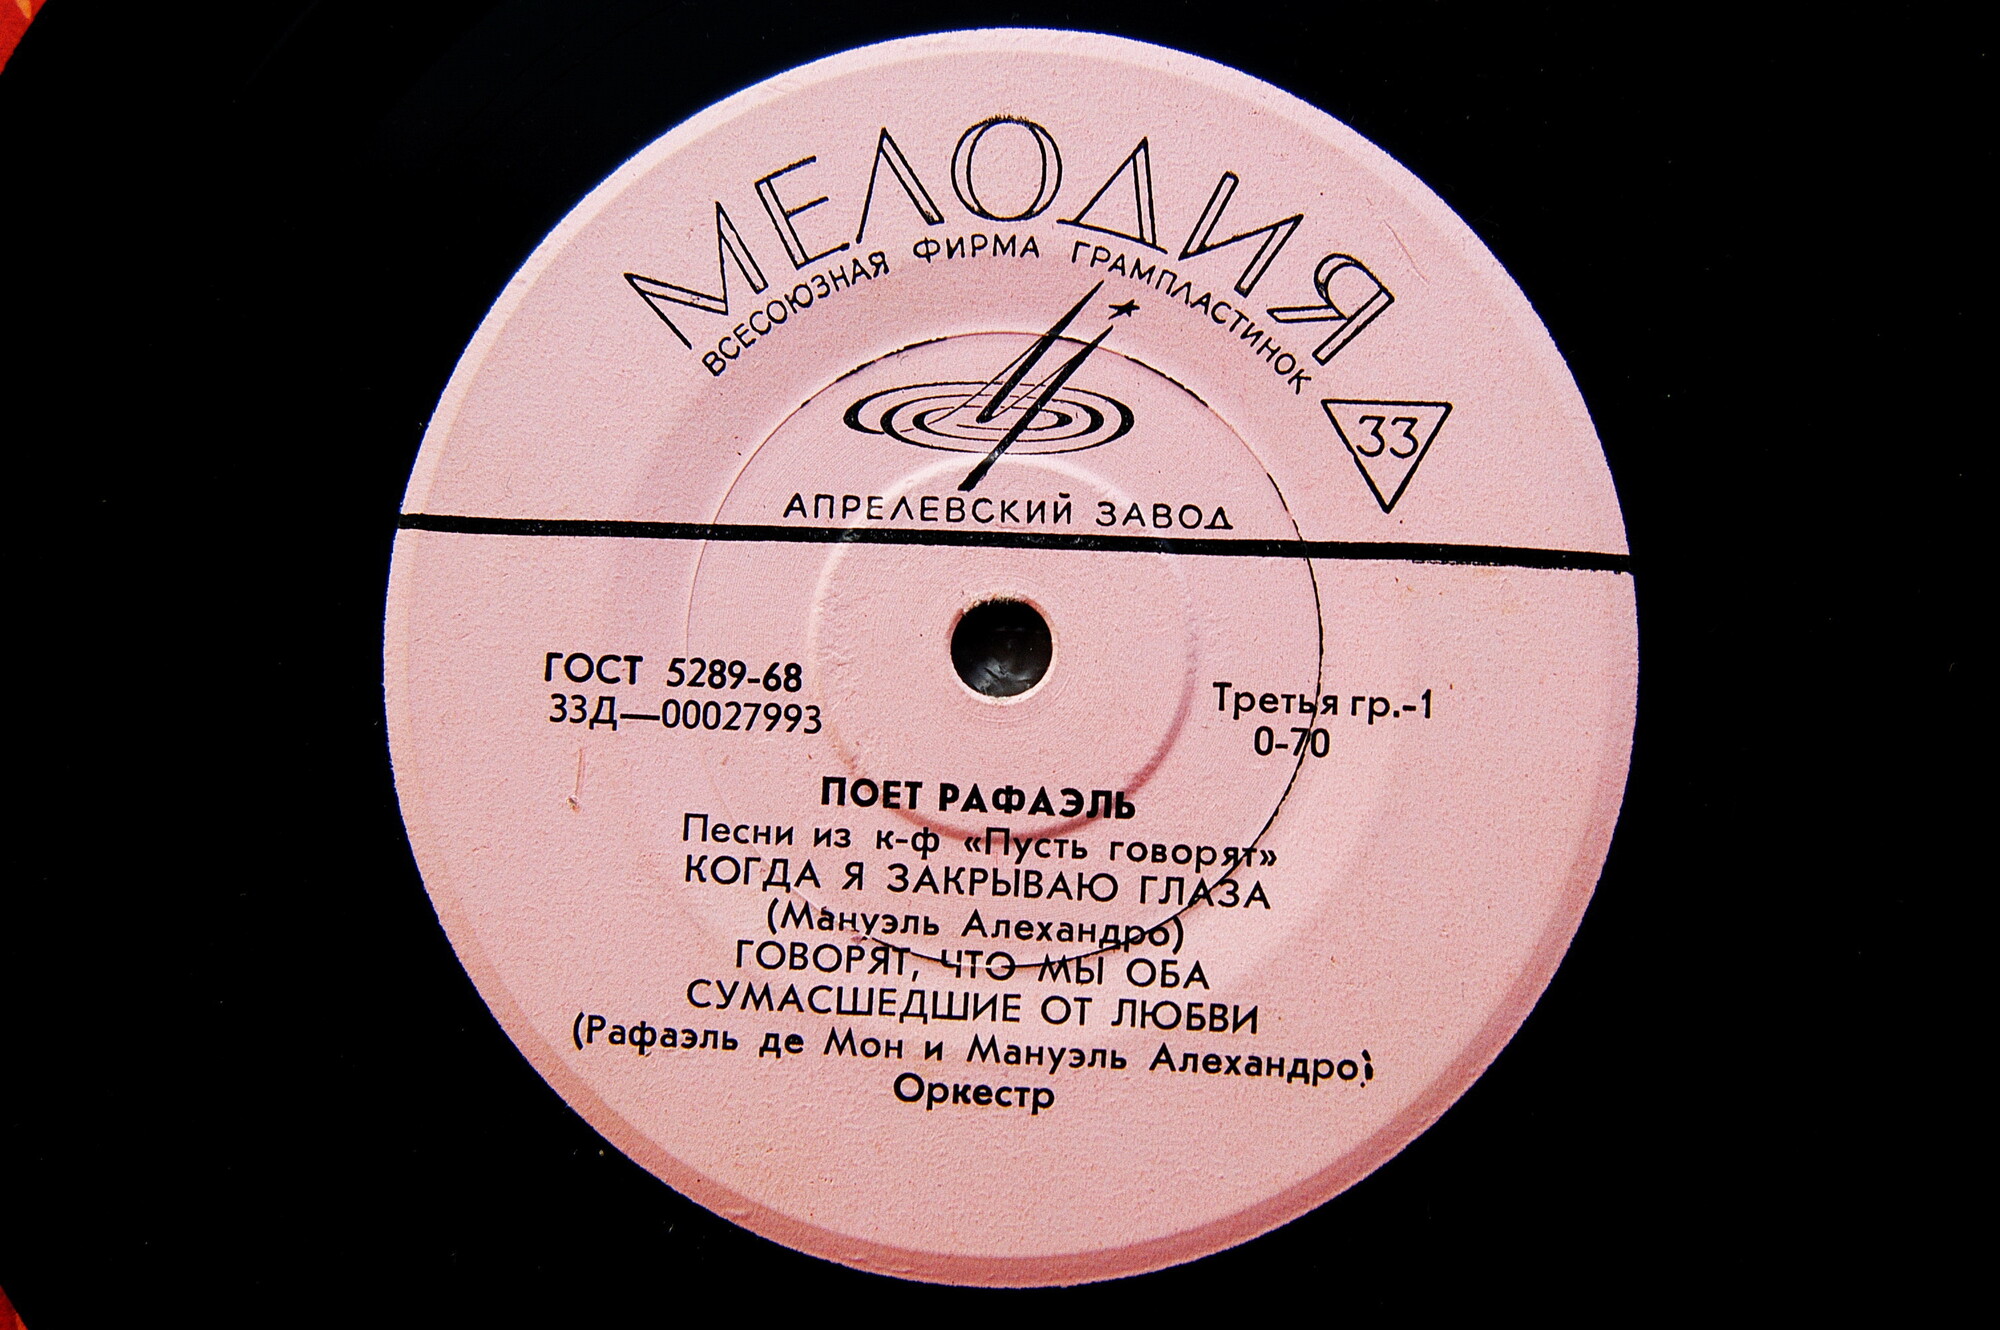 МЕЛОДИЯ
ВСЕСОЮЗНАЯ ФИРМА ГРАМПЛАСТИНОК
33
АПРЕЛЕВСКИЙ ЗАВОД
ГОСТ 5289-68
33Д—00027993
Третья гр.-1
0-70
ПОЕТ РАФАЭЛЬ
Песни из к-ф «Пусть говорят»
КОГДА Я ЗАКРЫВАЮ ГЛАЗА
(Мануэль Алехандро)
ГОВОРЯТ, ЧТО МЫ ОБА
СУМАСШЕДШИЕ ОТ ЛЮБВИ
(Рафаэль де Мон и Мануэль Алехандро)
Оркестр